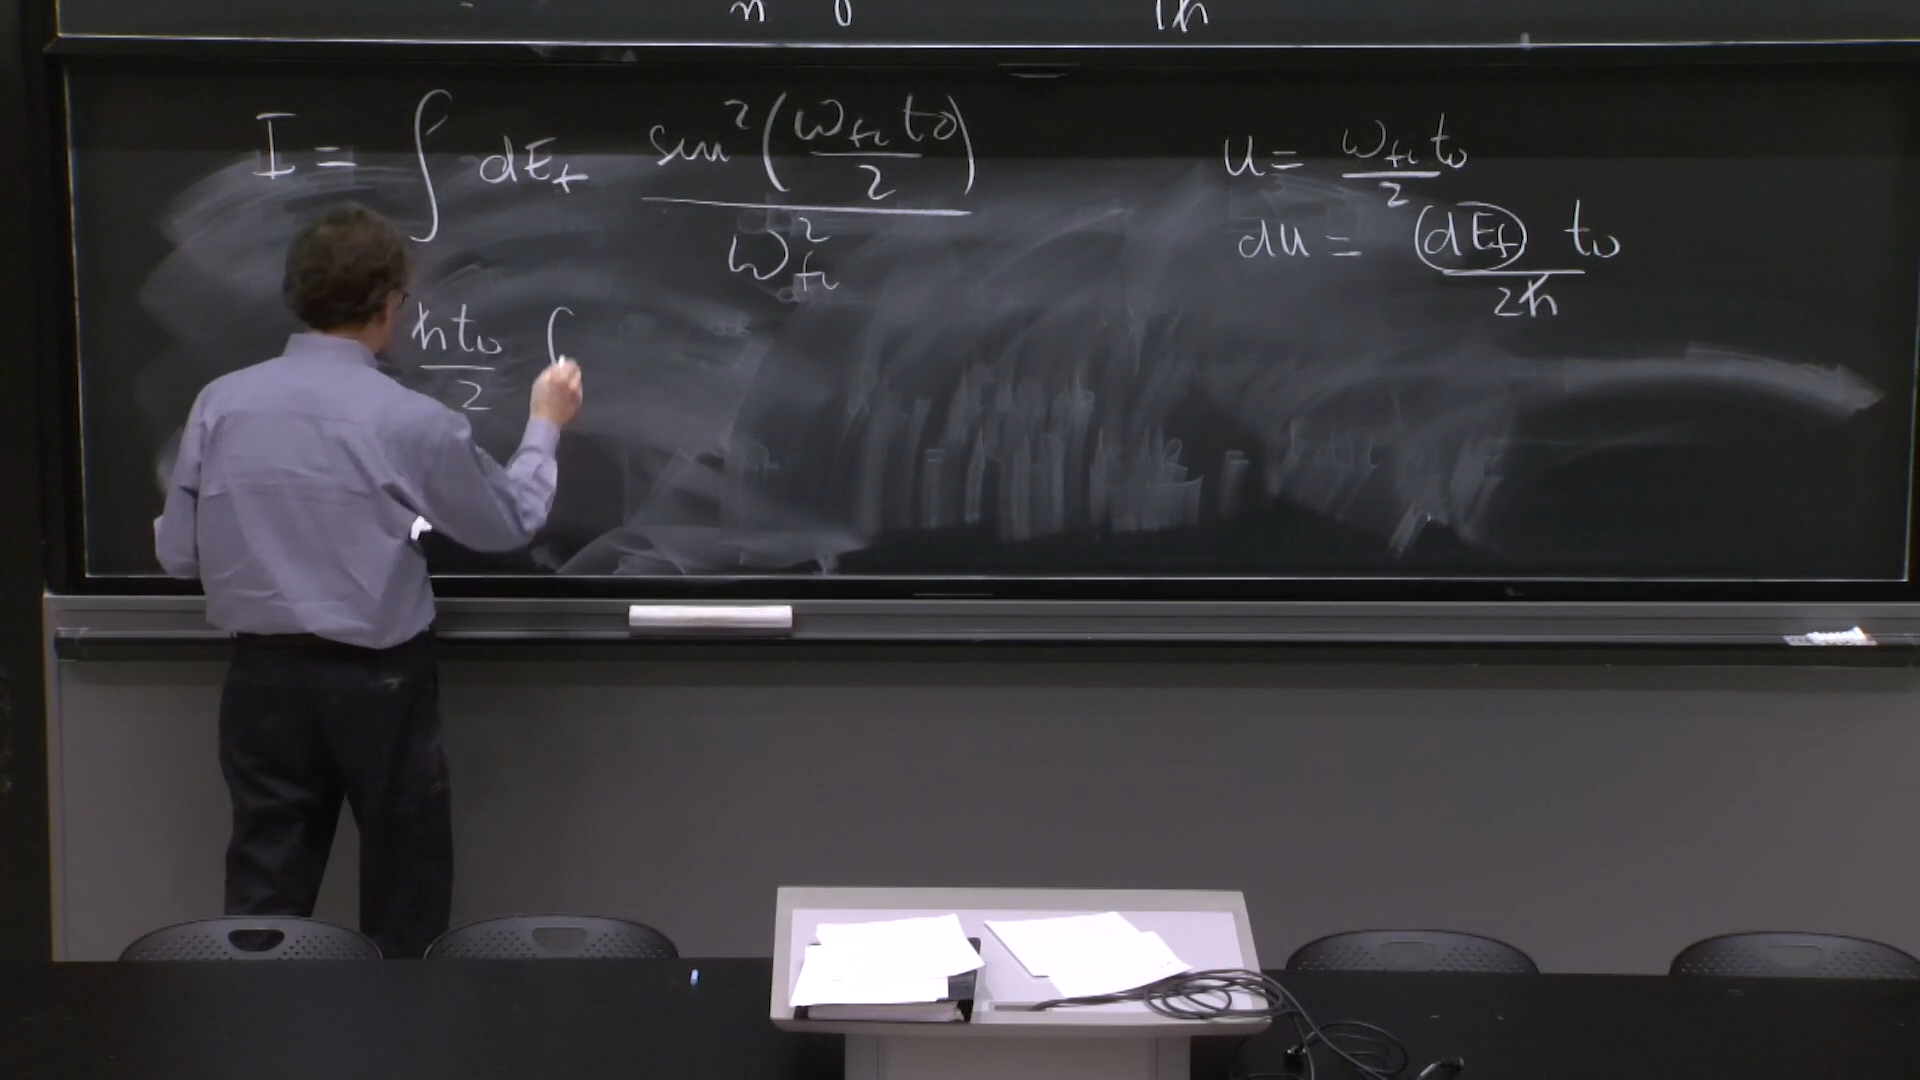 I = ∫ dE_f sin²(ω_fi t₀ / 2) / ω_fi²
u = ω_fi t₀ / 2
du = (dE_f) t₀ / 2ħ
ħt₀ / 2 ∫